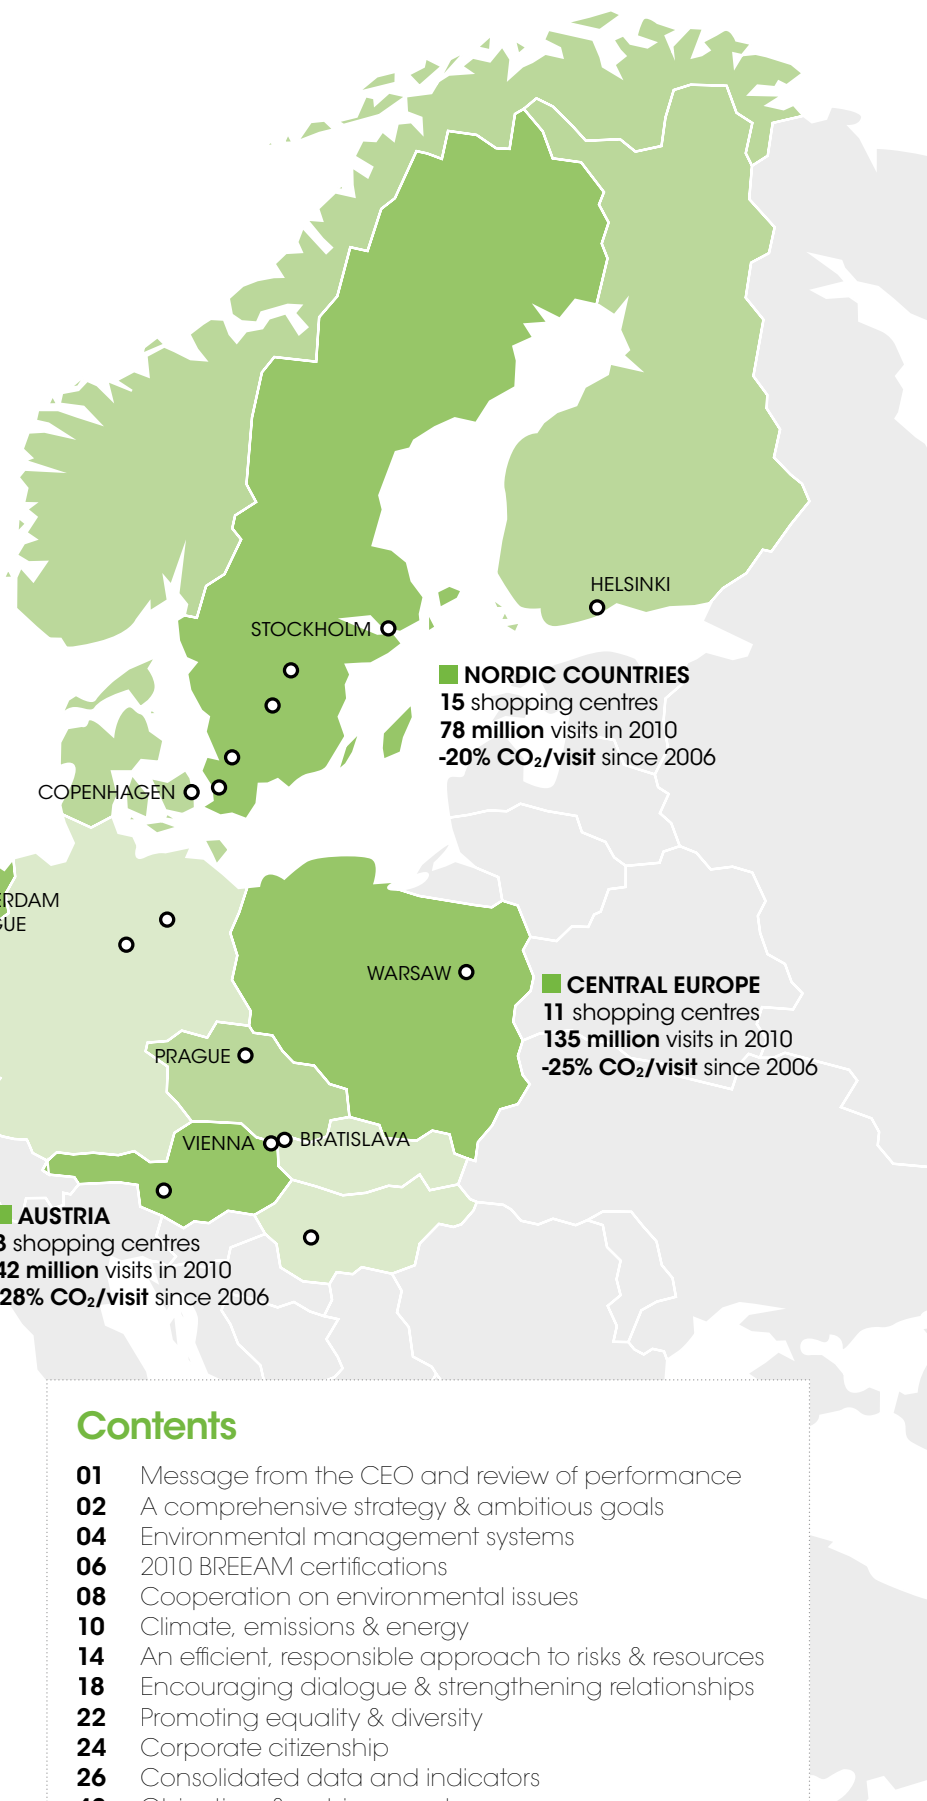 HELSINKI
STOCKHOLM
NORDIC COUNTRIES
15 shopping centres
78 million visits in 2010
-20% CO₂/visit since 2006
COPENHAGEN
WARSAW
CENTRAL EUROPE
11 shopping centres
135 million visits in 2010
-25% CO₂/visit since 2006
PRAGUE
VIENNA
BRATISLAVA
AUSTRIA
shopping centres
42 million visits in 2010
28% CO₂/visit since 2006
Contents
01 Message from the CEO and review of performance
02 A comprehensive strategy & ambitious goals
04 Environmental management systems
06 2010 BREEAM certifications
08 Cooperation on environmental issues
10 Climate, emissions & energy
14 An efficient, responsible approach to risks & resources
18 Encouraging dialogue & strengthening relationships
22 Promoting equality & diversity
24 Corporate citizenship
26 Consolidated data and indicators